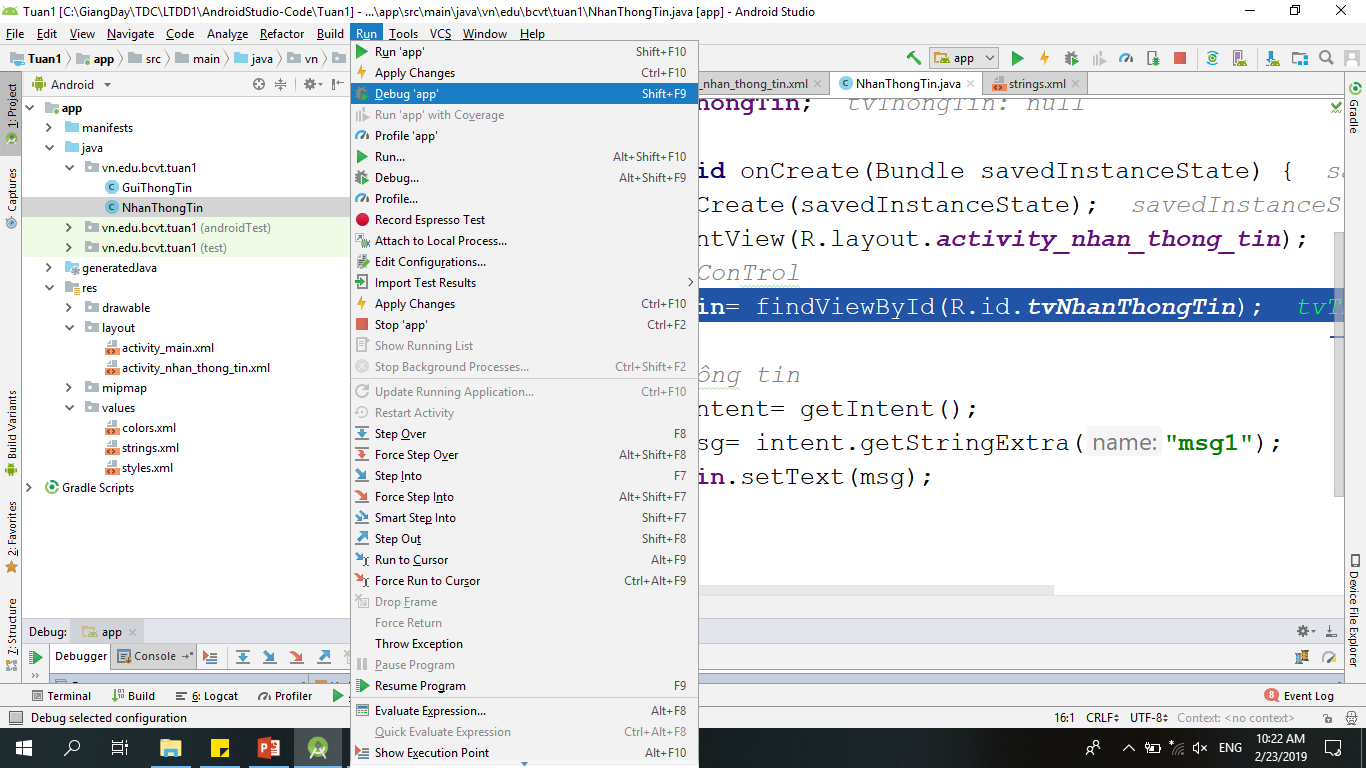 Tuan1 [C:\GiangDay\TDC\LTDD1\AndroidStudio-Code\Tuan1] - ...\app\src\main\java\vn\edu\bcvt\tuan1\NhanThongTin.java [app] - Android Studio
File Edit View Navigate Code Analyze Refactor Build Run Tools VCS Window Help
Tuan1 app src main java vn
app
1: Project
Captures
Build Variants
2: Favorites
7: Structure
Android
app
manifests
java
vn.edu.bcvt.tuan1
GuiThongTin
NhanThongTin
vn.edu.bcvt.tuan1 (androidTest)
vn.edu.bcvt.tuan1 (test)
generatedJava
res
drawable
layout
activity_main.xml
activity_nhan_thong_tin.xml
mipmap
values
colors.xml
strings.xml
styles.xml
Gradle Scripts
Run 'app' Shift+F10
Apply Changes Ctrl+F10
Debug 'app' Shift+F9
Run 'app' with Coverage
Profile 'app'
Run... Alt+Shift+F10
Debug... Alt+Shift+F9
Profile...
Record Espresso Test
Attach to Local Process...
Edit Configurations...
Import Test Results
Apply Changes Ctrl+F10
Stop 'app' Ctrl+F2
Show Running List
Stop Background Processes... Ctrl+Shift+F2
Update Running Application... Ctrl+F10
Restart Activity
Step Over F8
Force Step Over Alt+Shift+F8
Step Into F7
Force Step Into Alt+Shift+F7
Smart Step Into Shift+F7
Step Out Shift+F8
Run to Cursor Alt+F9
Force Run to Cursor Ctrl+Alt+F9
Drop Frame
Force Return
Throw Exception
Pause Program
Resume Program F9
Evaluate Expression... Alt+F8
Quick Evaluate Expression Ctrl+Alt+F8
Show Execution Point Alt+F10
_nhan_thong_tin.xml NhanThongTin.java strings.xml
hongTin; tvThongTin: null
id onCreate(Bundle savedInstanceState) { sa
Create(savedInstanceState); savedInstanceS
ntView(R.layout.activity_nhan_thong_tin);
ConTrol
in= findViewById(R.id.tvNhanThongTin); tvT
ông tin
ntent= getIntent();
sg= intent.getStringExtra( name: "msg1");
in.setText(msg);
Gradle
Device File Explorer
Debug: app
Debugger Console
Terminal Build 6: Logcat Profiler
8 Event Log
Debug selected configuration
16:1 CRLF UTF-8 Context: <no context>
ENG
10:22 AM
2/23/2019